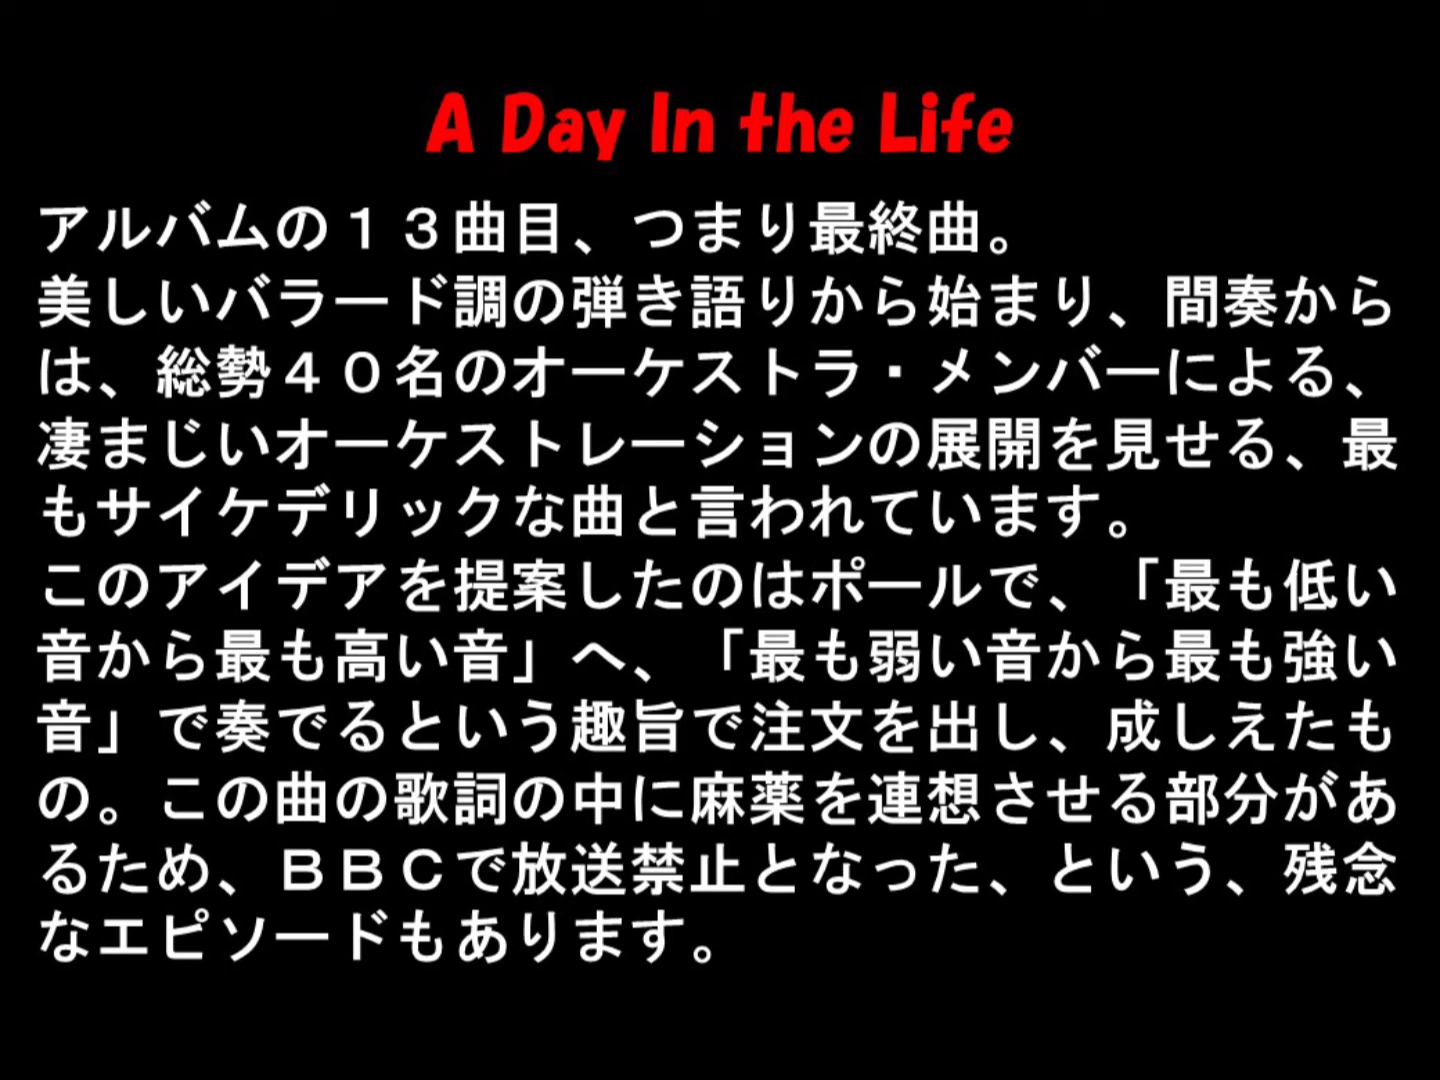 A Day In the Life
アルバムの１３曲目、つまり最終曲。
美しいバラード調の弾き語りから始まり、間奏から
は、総勢４０名のオーケストラ・メンバーによる、
凄まじいオーケストレーションの展開を見せる、最
もサイケデリックな曲と言われています。
このアイデアを提案したのはポールで、「最も低い
音から最も高い音」へ、「最も弱い音から最も強い
音」で奏でるという趣旨で注文を出し、成しえたも
の。この曲の歌詞の中に麻薬を連想させる部分があ
るため、ＢＢＣで放送禁止となった、という、残念
なエピソードもあります。